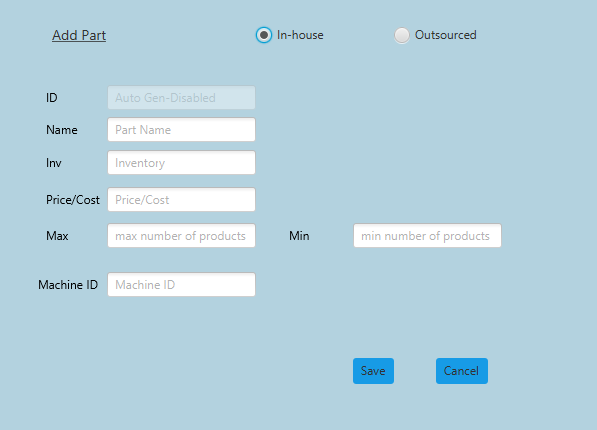 Add Part In-house Outsourced
ID Auto Gen-Disabled
Name Part Name
Inv Inventory
Price/Cost Price/Cost
Max max number of products Min min number of products
Machine ID Machine ID
Save Cancel